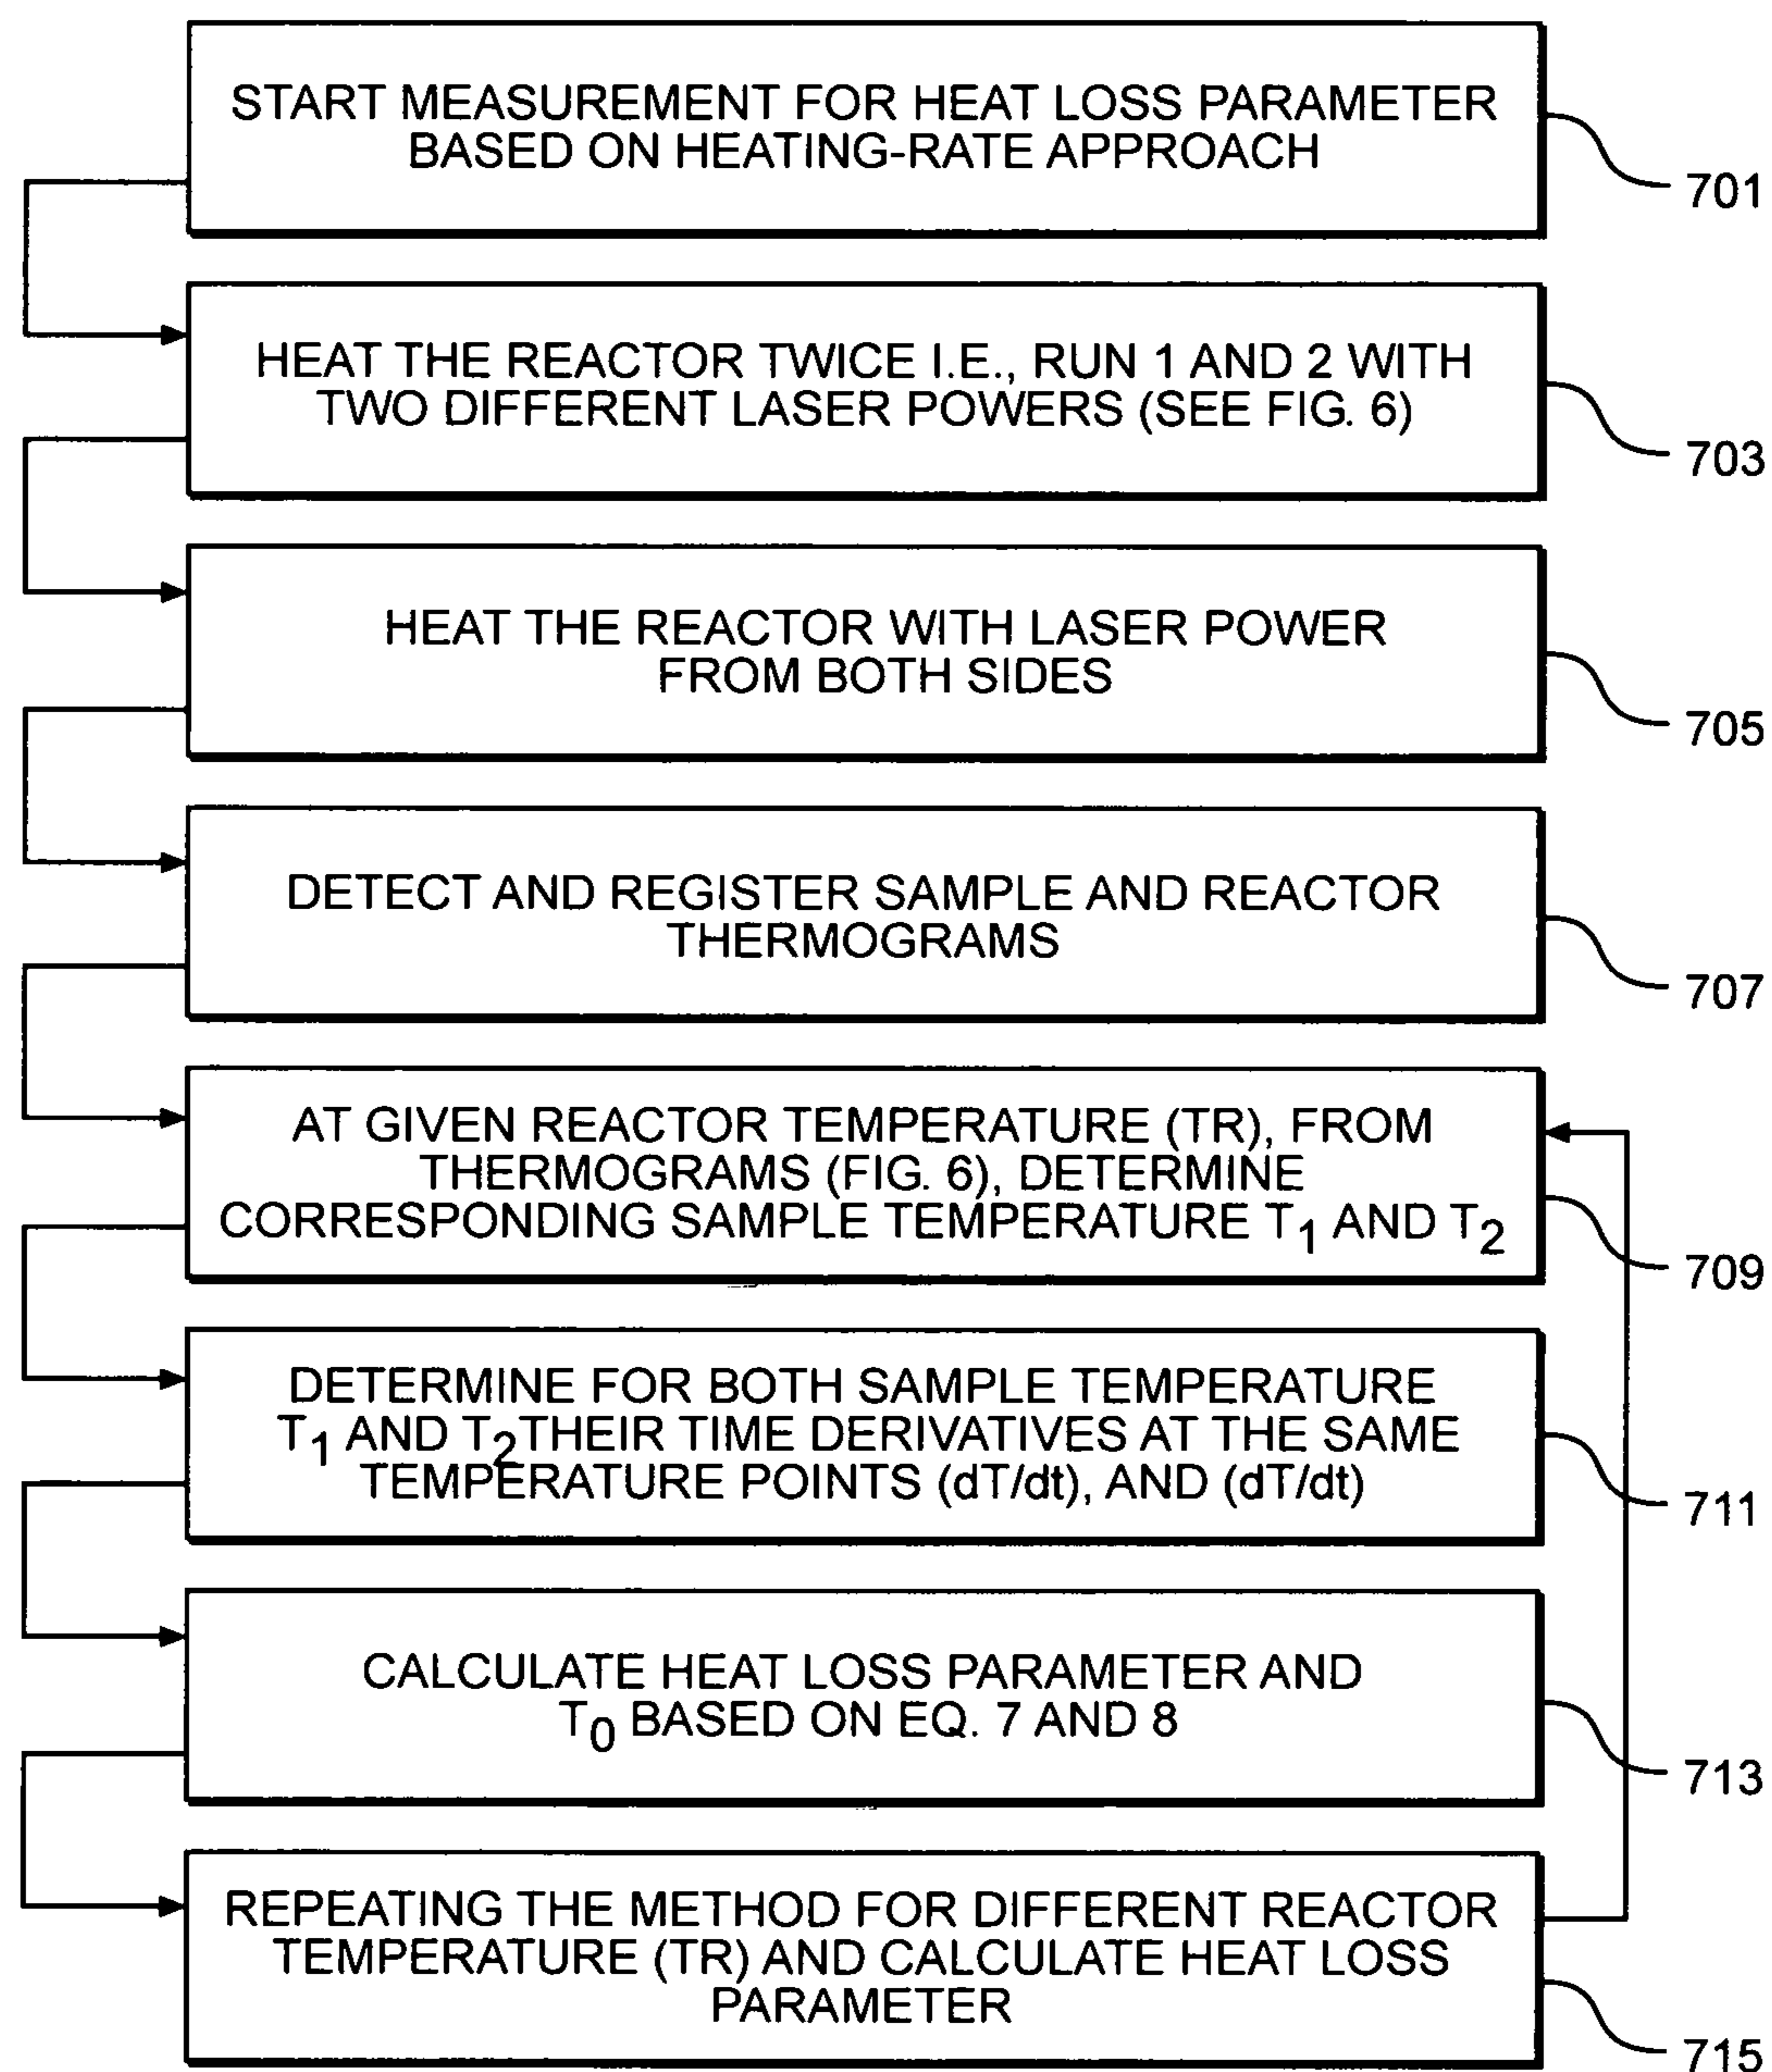 START MEASUREMENT FOR HEAT LOSS PARAMETER
BASED ON HEATING-RATE APPROACH
701
HEAT THE REACTOR TWICE I.E., RUN 1 AND 2 WITH
TWO DIFFERENT LASER POWERS (SEE FIG. 6)
703
HEAT THE REACTOR WITH LASER POWER
FROM BOTH SIDES
705
DETECT AND REGISTER SAMPLE AND REACTOR
THERMOGRAMS
707
AT GIVEN REACTOR TEMPERATURE (TR), FROM
THERMOGRAMS (FIG. 6), DETERMINE
CORRESPONDING SAMPLE TEMPERATURE T1 AND T2
709
DETERMINE FOR BOTH SAMPLE TEMPERATURE
T1 AND T2THEIR TIME DERIVATIVES AT THE SAME
TEMPERATURE POINTS (dT/dt), AND (dT/dt)
711
CALCULATE HEAT LOSS PARAMETER AND
T0 BASED ON EQ. 7 AND 8
713
REPEATING THE METHOD FOR DIFFERENT REACTOR
TEMPERATURE (TR) AND CALCULATE HEAT LOSS
PARAMETER
715